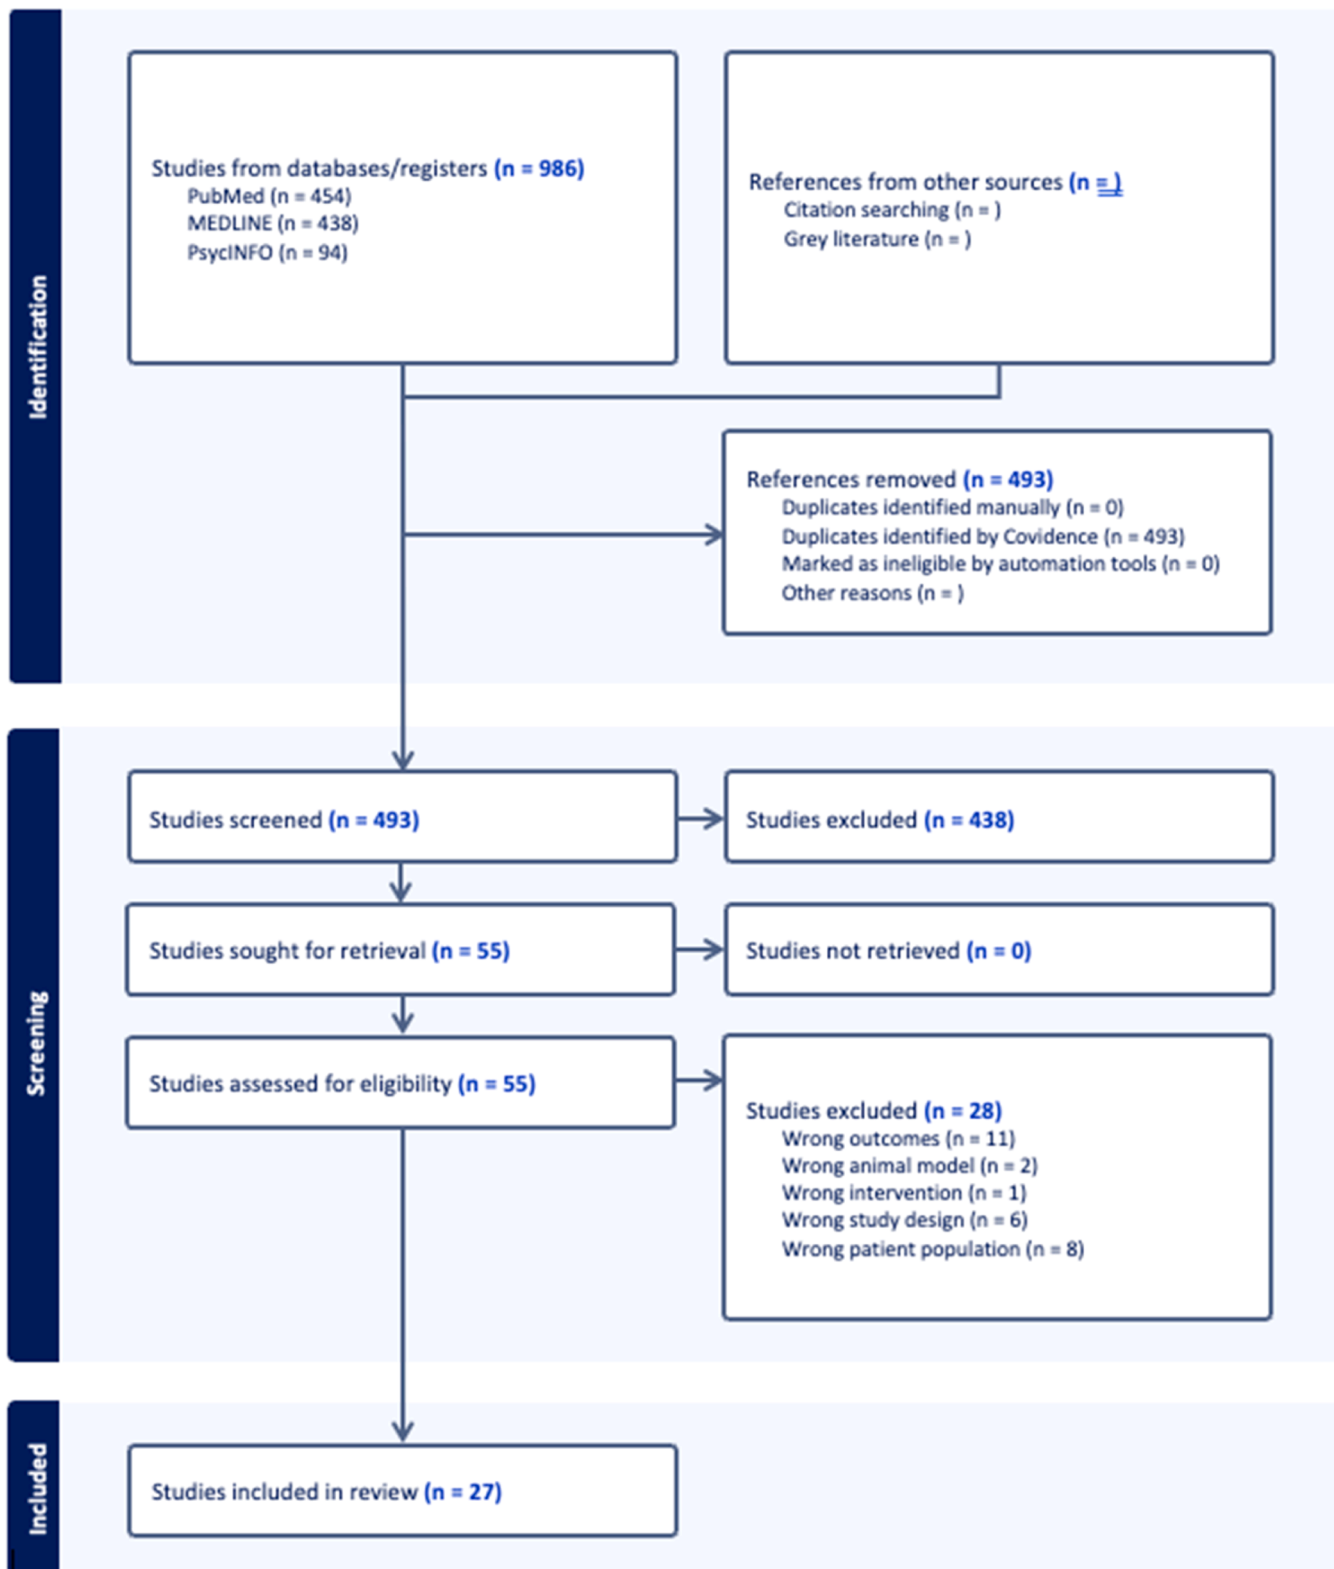 Identification
Studies from databases/registers (n = 986)
PubMed (n = 454)
MEDLINE (n = 438)
PsycINFO (n = 94)
References from other sources (n = )
Citation searching (n = )
Grey literature (n = )
References removed (n = 493)
Duplicates identified manually (n = 0)
Duplicates identified by Covidence (n = 493)
Marked as ineligible by automation tools (n = 0)
Other reasons (n = )
Screening
Studies screened (n = 493)
Studies excluded (n = 438)
Studies sought for retrieval (n = 55)
Studies not retrieved (n = 0)
Studies assessed for eligibility (n = 55)
Studies excluded (n = 28)
Wrong outcomes (n = 11)
Wrong animal model (n = 2)
Wrong intervention (n = 1)
Wrong study design (n = 6)
Wrong patient population (n = 8)
Included
Studies included in review (n = 27)